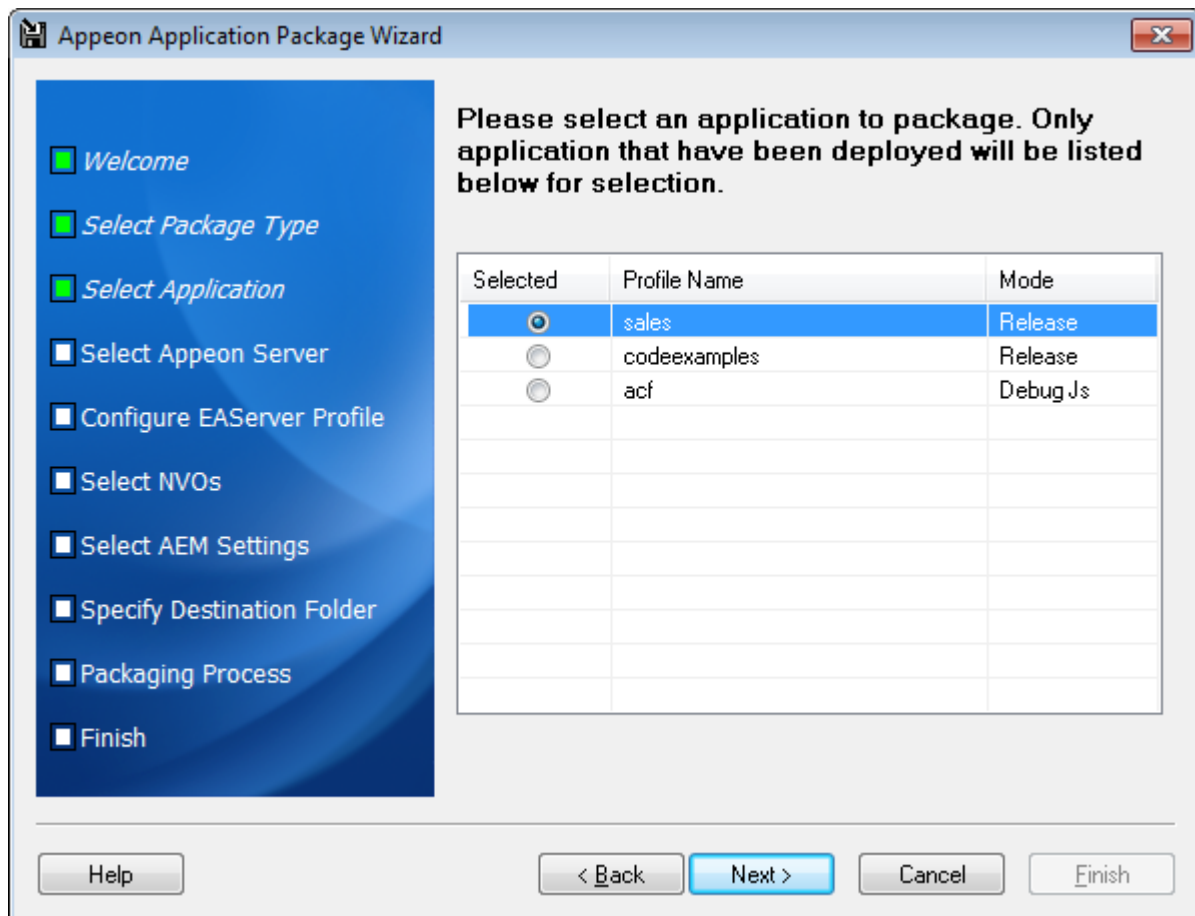 Appeon Application Package Wizard
Welcome
Select Package Type
Select Application
Select Appeon Server
Configure EAServer Profile
Select NVOs
Select AEM Settings
Specify Destination Folder
Packaging Process
Finish
Please select an application to package. Only
application that have been deployed will be listed
below for selection.
Selected Profile Name Mode
sales Release
codeexamples Release
acf Debug Js
Help < Back Next > Cancel Finish